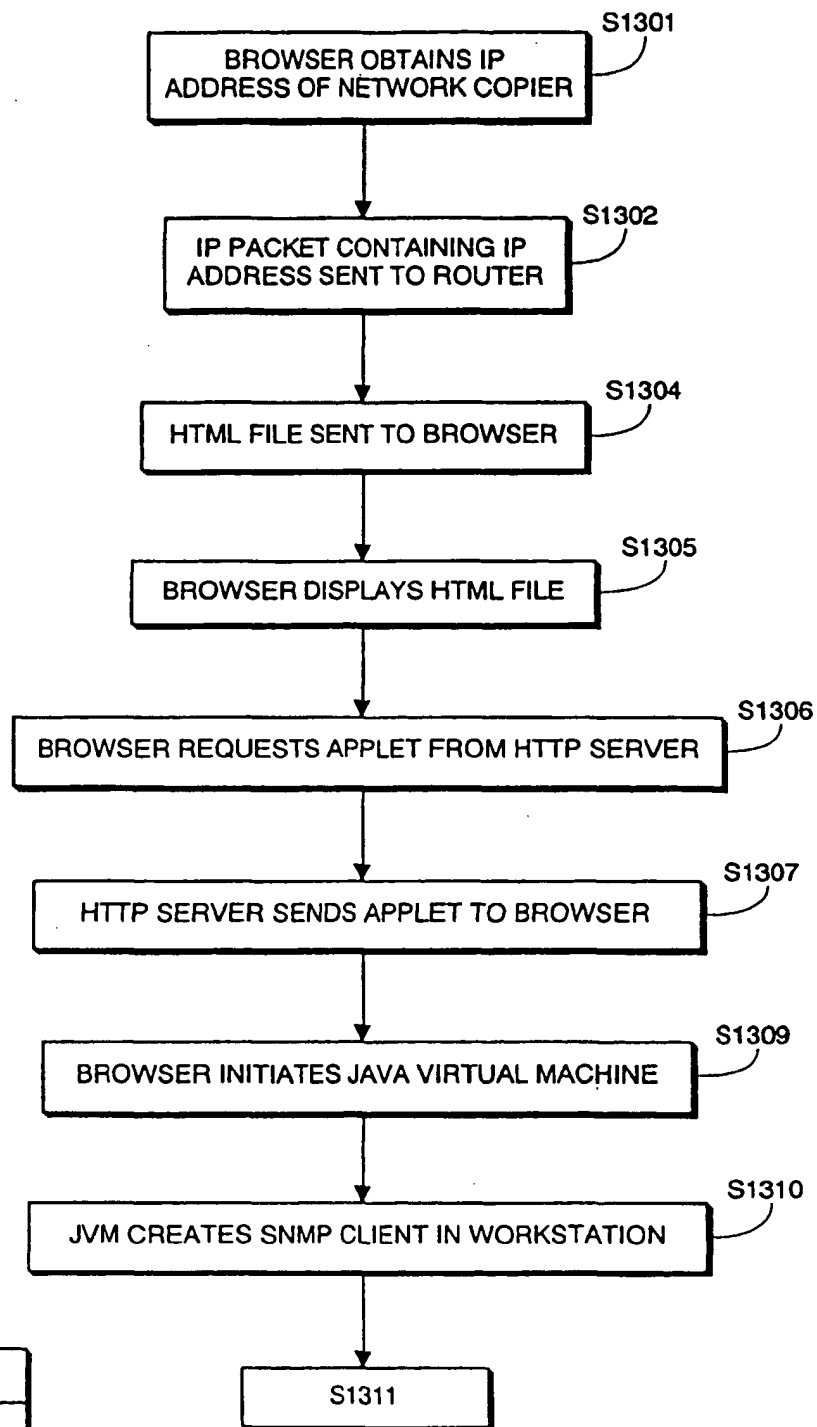 S1301
BROWSER OBTAINS IP
ADDRESS OF NETWORK COPIER
S1302
IP PACKET CONTAINING IP
ADDRESS SENT TO ROUTER
S1304
HTML FILE SENT TO BROWSER
S1305
BROWSER DISPLAYS HTML FILE
S1306
BROWSER REQUESTS APPLET FROM HTTP SERVER
S1307
HTTP SERVER SENDS APPLET TO BROWSER
S1309
BROWSER INITIATES JAVA VIRTUAL MACHINE
S1310
JVM CREATES SNMP CLIENT IN WORKSTATION
S1311